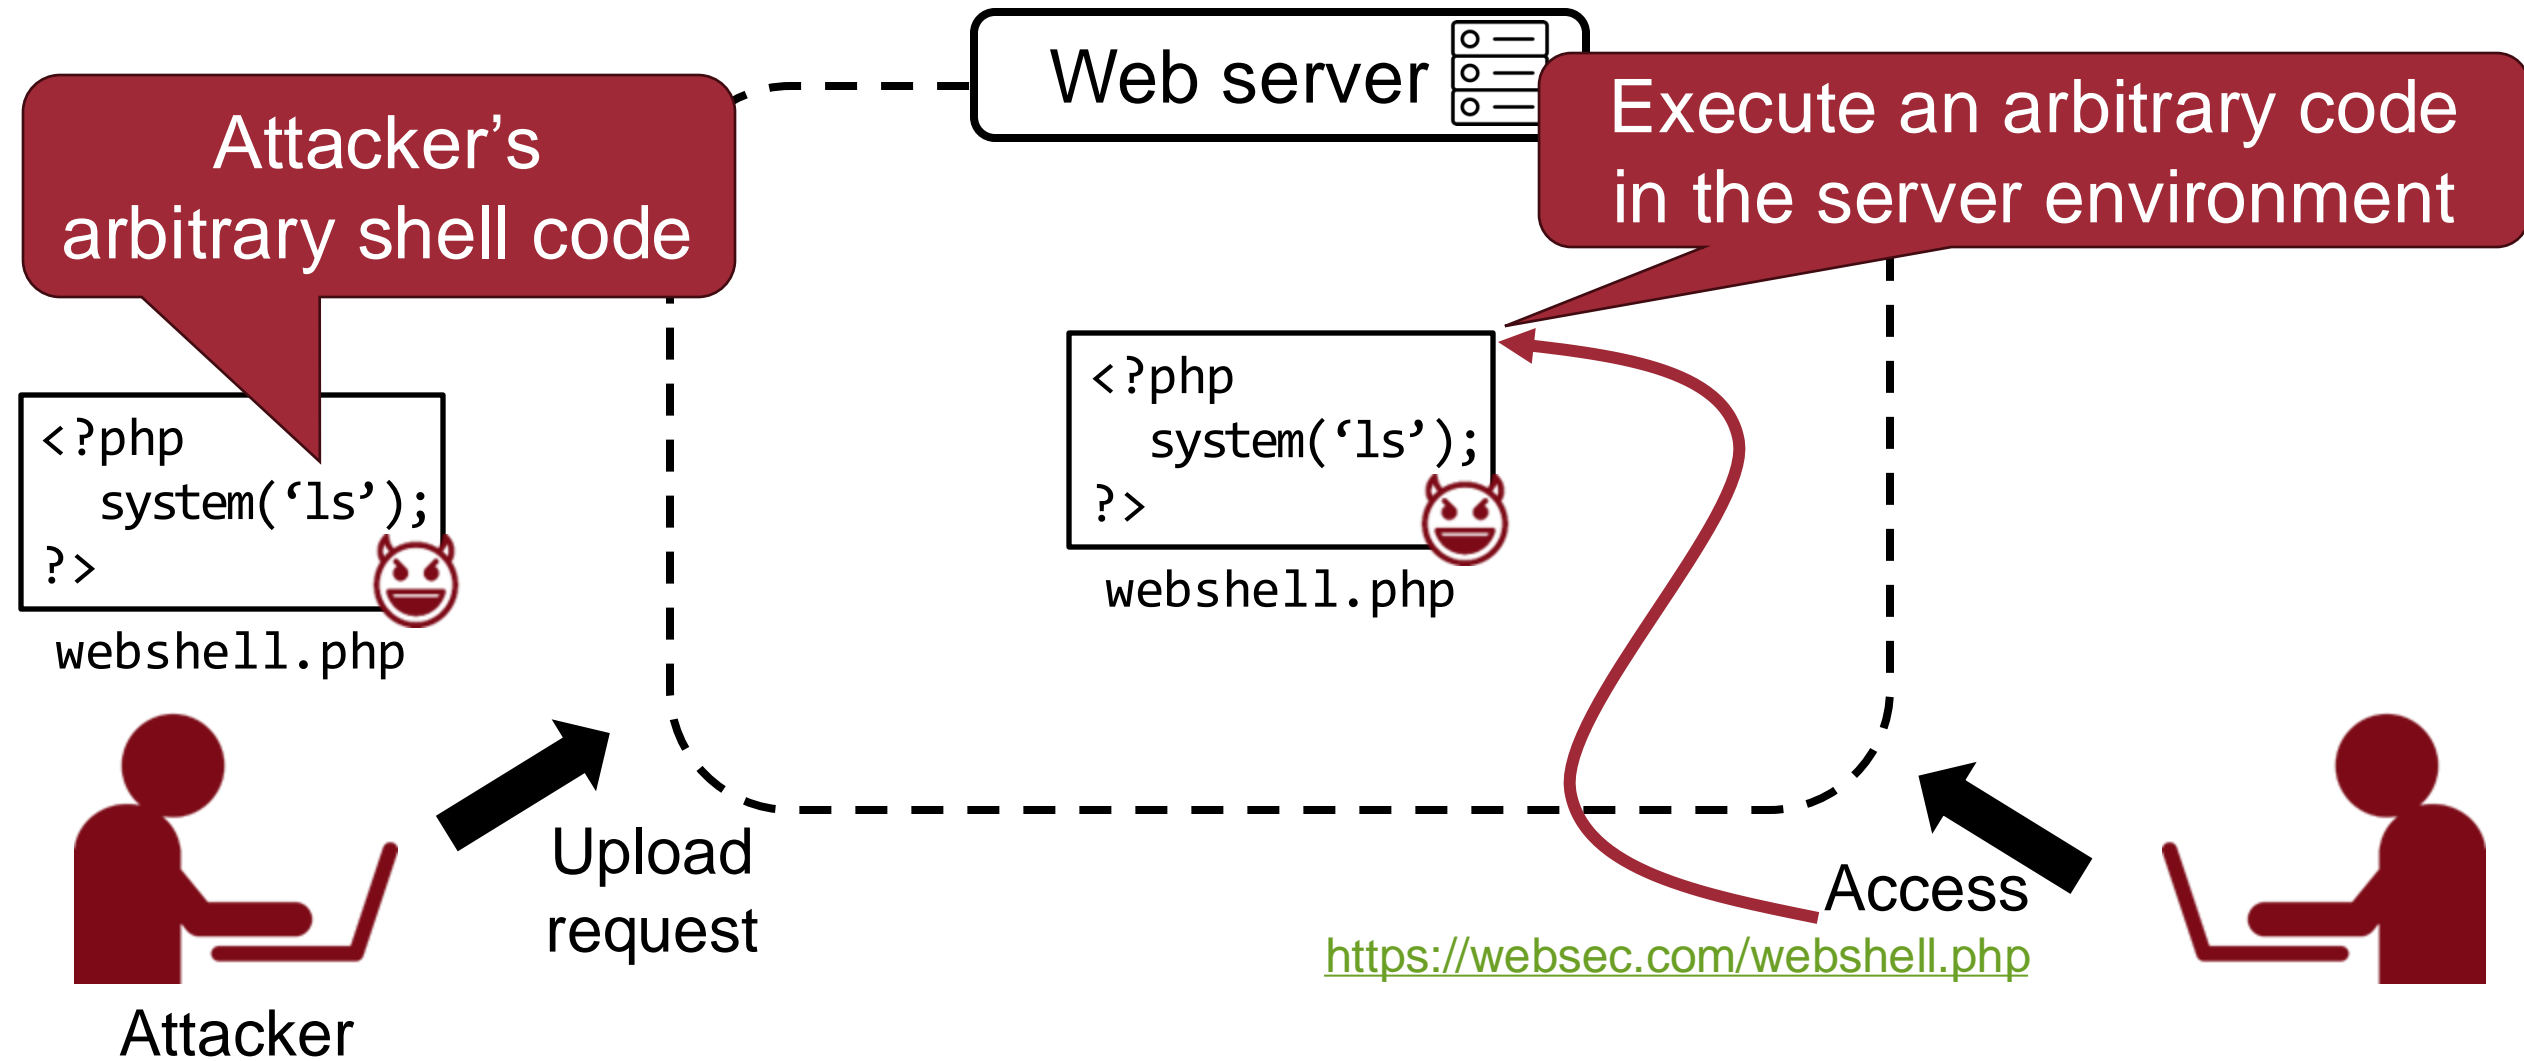 Web server
Attacker’s
arbitrary shell code
Execute an arbitrary code
in the server environment
<?php
system(‘ls’);
?>
webshell.php
<?php
system(‘ls’);
?>
webshell.php
Upload
request
Access
https://websec.com/webshell.php
Attacker